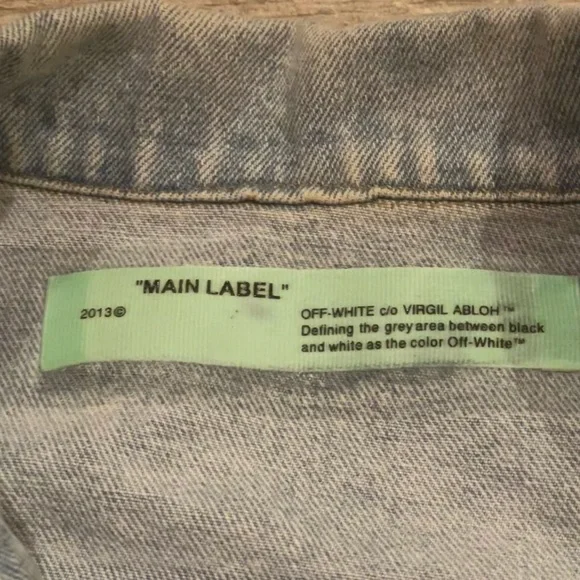 "MAIN LABEL"
2013©
OFF-WHITE c/o VIRGIL ABLOH™
Defining the grey area between black
and white as the color Off-White™